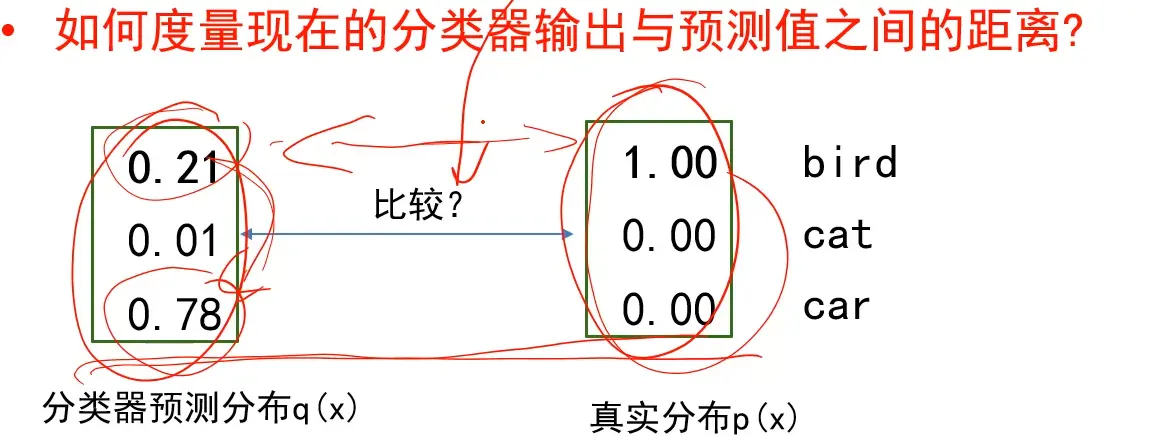 • 如何度量现在的分类器输出与预测值之间的距离?
0.21 1.00 bird
比较?
0.01 0.00 cat
0.78 0.00 car
分类器预测分布q(x) 真实分布p(x)